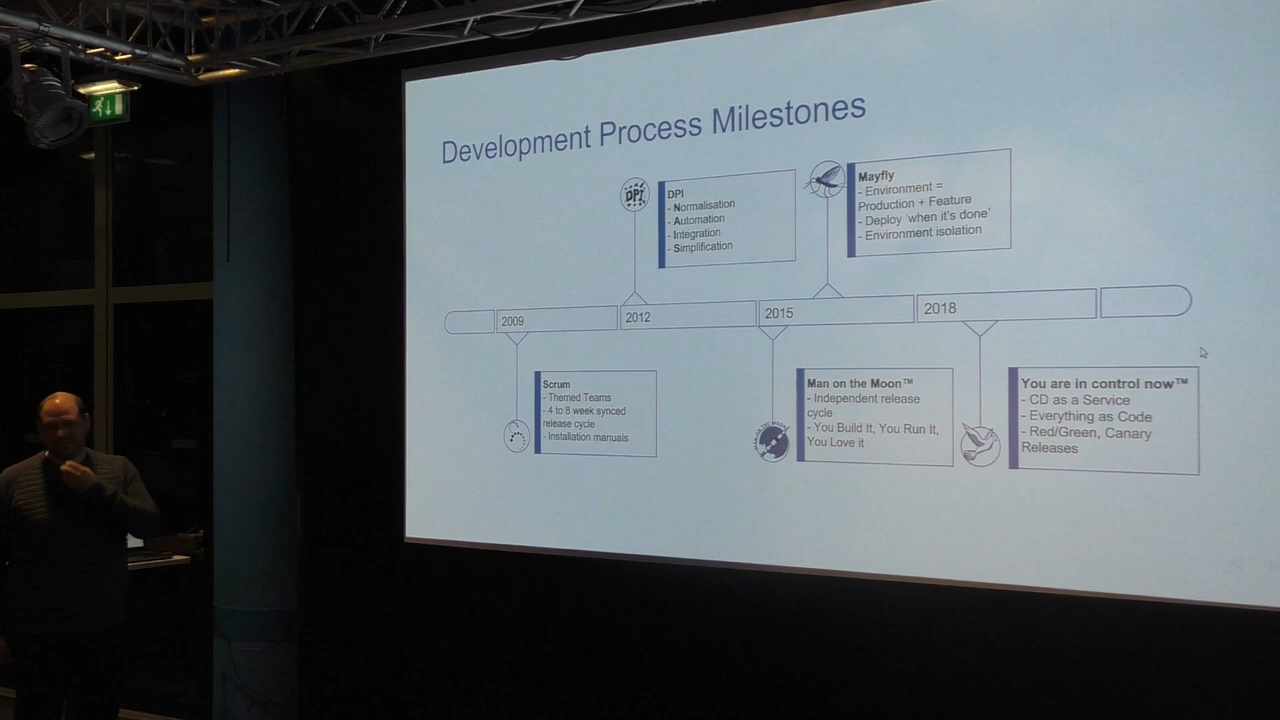 Development Process Milestones
DPI
DPI
- Normalisation
- Automation
- Integration
- Simplification
Mayfly
- Environment =
Production + Feature
- Deploy ‘when it's done’
- Environment isolation
2009
2012
2015
2018
Scrum
- Themed Teams
- 4 to 8 week synced
release cycle
- Installation manuals
Man on the Moon™
- Independent release
cycle
- You Build It, You Run It,
You Love it
You are in control now™
- CD as a Service
- Everything as Code
- Red/Green, Canary
Releases